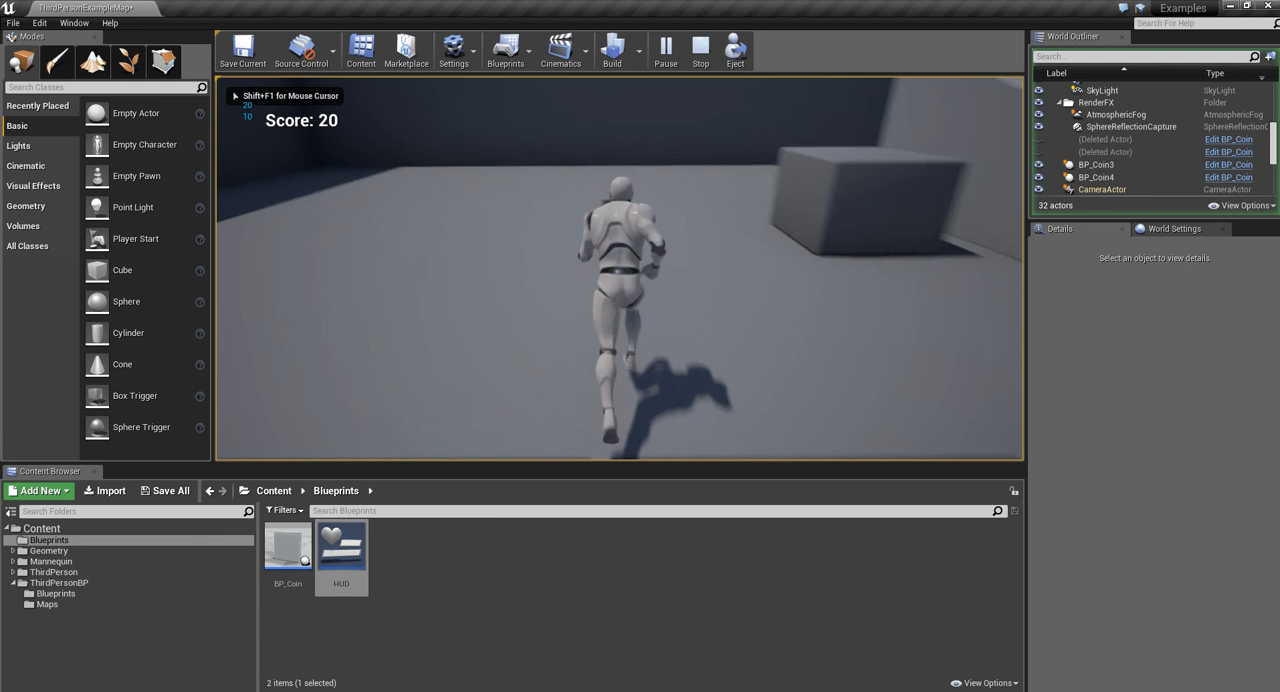 ThirdPersonExampleMap*
Examples
File Edit Window Help
Search For Help
Modes
Search Classes
Recently Placed
Basic
Lights
Cinematic
Visual Effects
Geometry
Volumes
All Classes
Empty Actor
Empty Character
Empty Pawn
Point Light
Player Start
Cube
Sphere
Cylinder
Cone
Box Trigger
Sphere Trigger
Save Current
Source Control
Content
Marketplace
Settings
Blueprints
Cinematics
Build
Pause
Stop
Eject
Shift+F1 for Mouse Cursor
20
10
Score: 20
World Outliner
Search...
Label Type
SkyLight SkyLight
RenderFX Folder
AtmosphericFog AtmosphericFog
SphereReflectionCapture SphereReflectionC
(Deleted Actor) Edit BP_Coin
(Deleted Actor) Edit BP_Coin
BP_Coin3 Edit BP_Coin
BP_Coin4 Edit BP_Coin
CameraActor CameraActor
32 actors
View Options
Details
World Settings
Select an object to view details.
Content Browser
Add New
Import
Save All
Content
Blueprints
Search Folders
Filters
Search Blueprints
Content
Blueprints
Geometry
Mannequin
ThirdPerson
ThirdPersonBP
Blueprints
Maps
BP_Coin
HUD
2 items (1 selected)
View Options